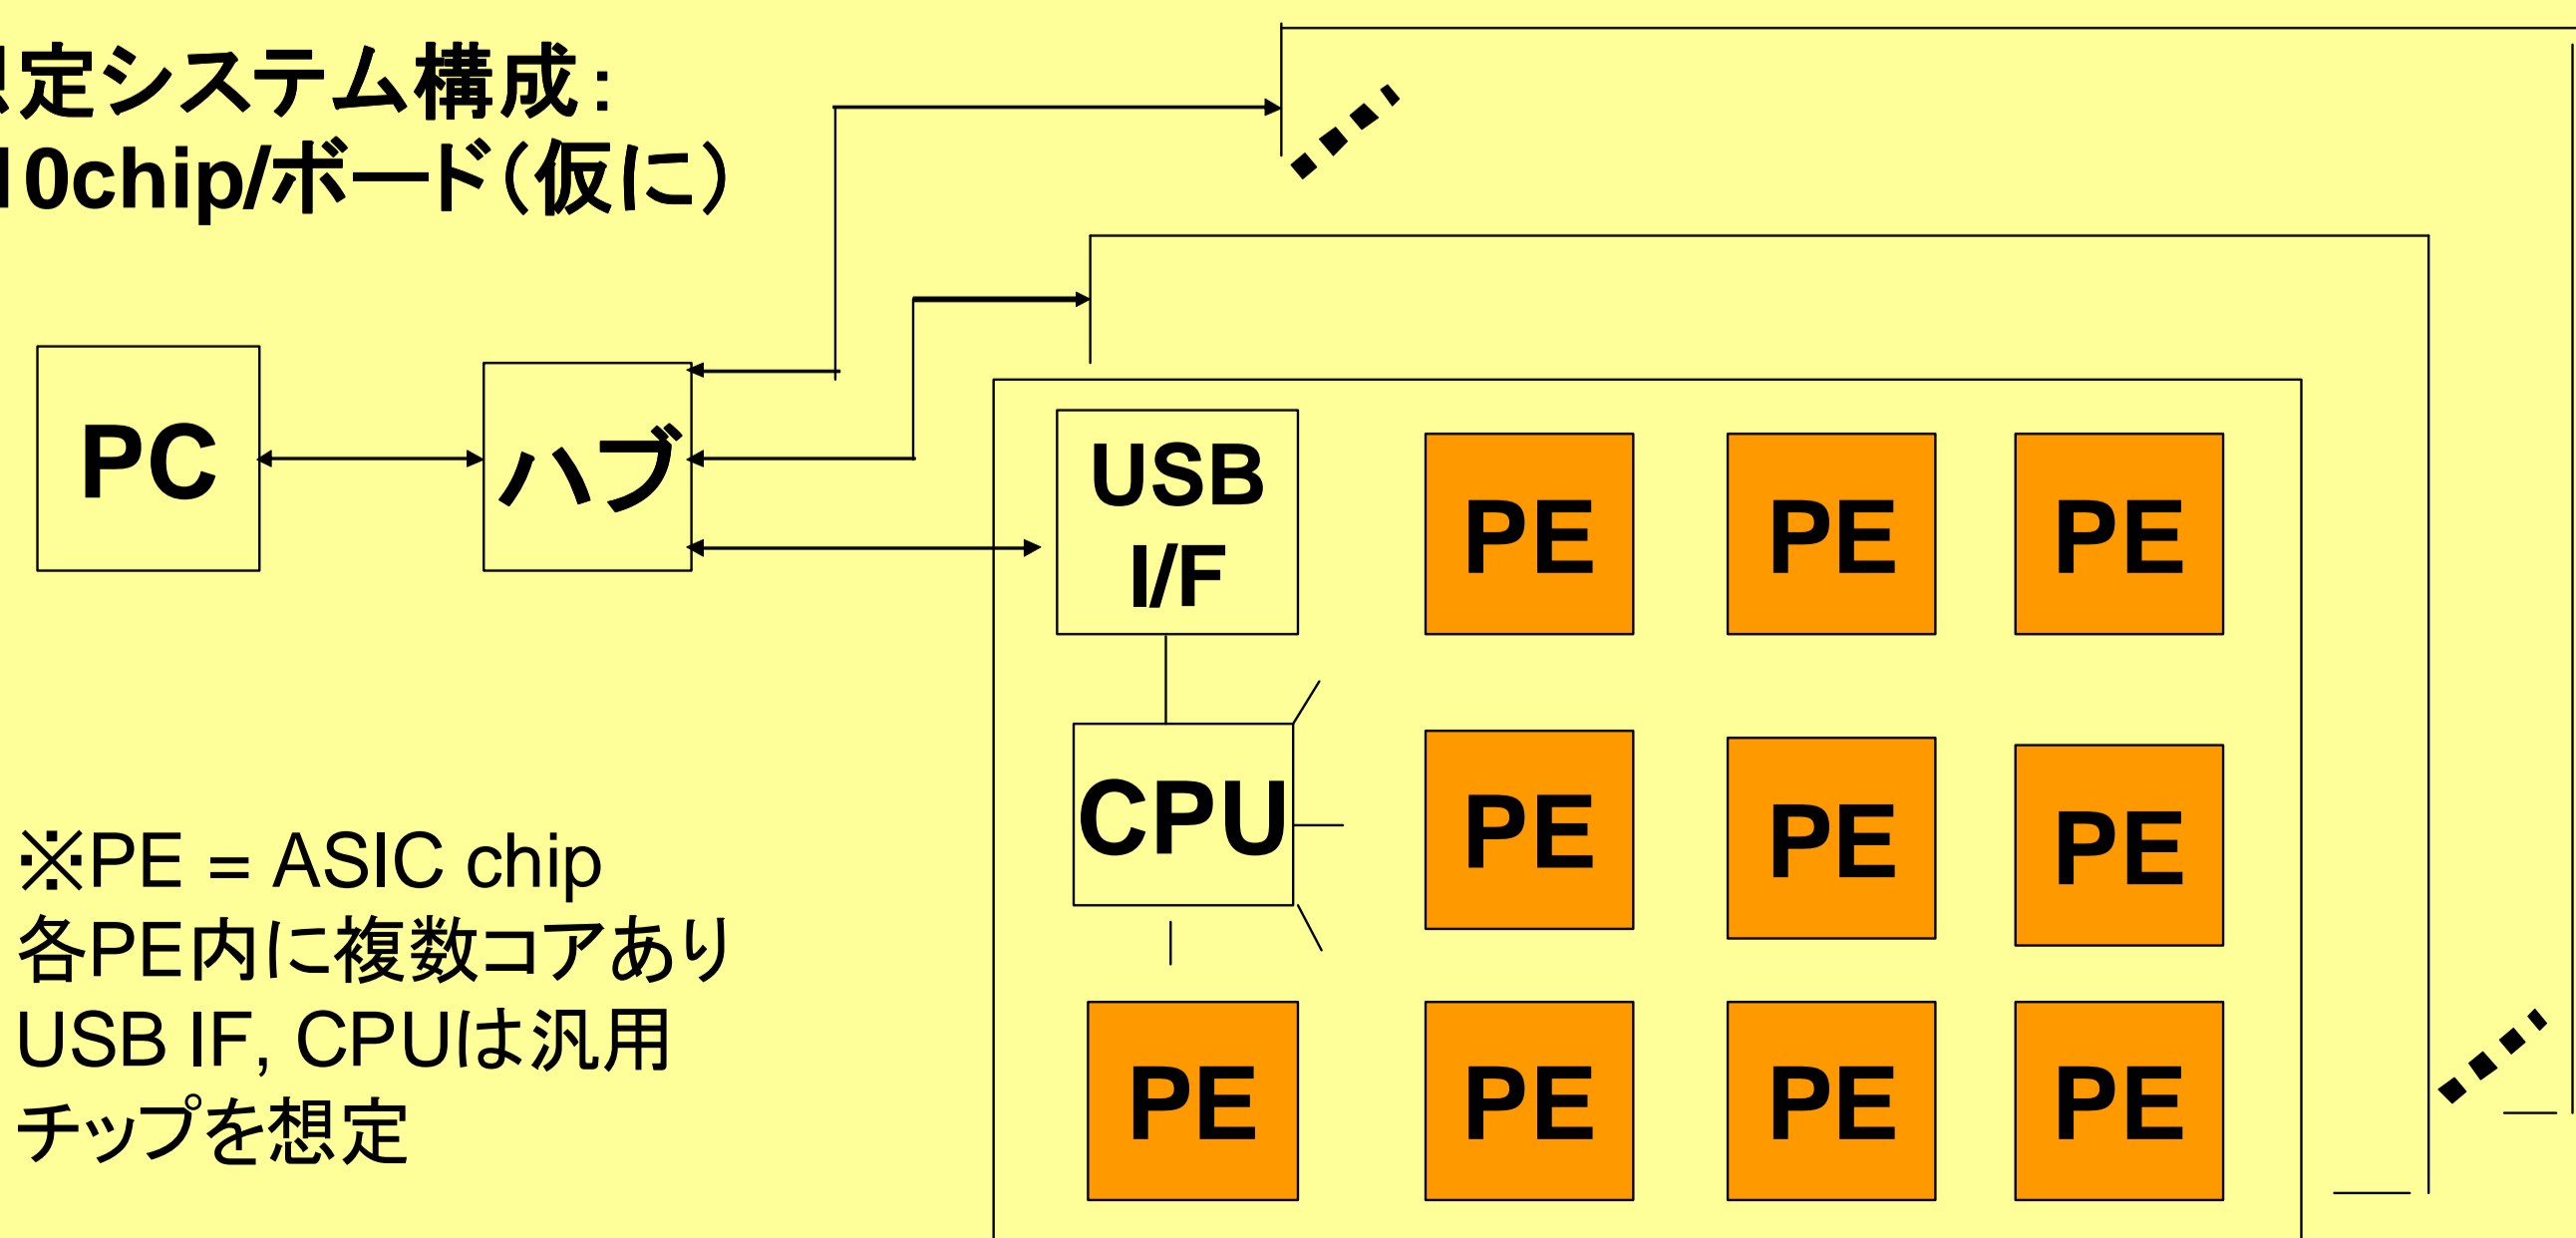 定システム構成:
10chip/ボード(仮に)
PC
ハブ
USB
I/F
PE PE PE
CPU
PE PE PE
PE PE PE PE
※PE = ASIC chip
各PE内に複数コアあり
USB IF, CPUは汎用
チップを想定